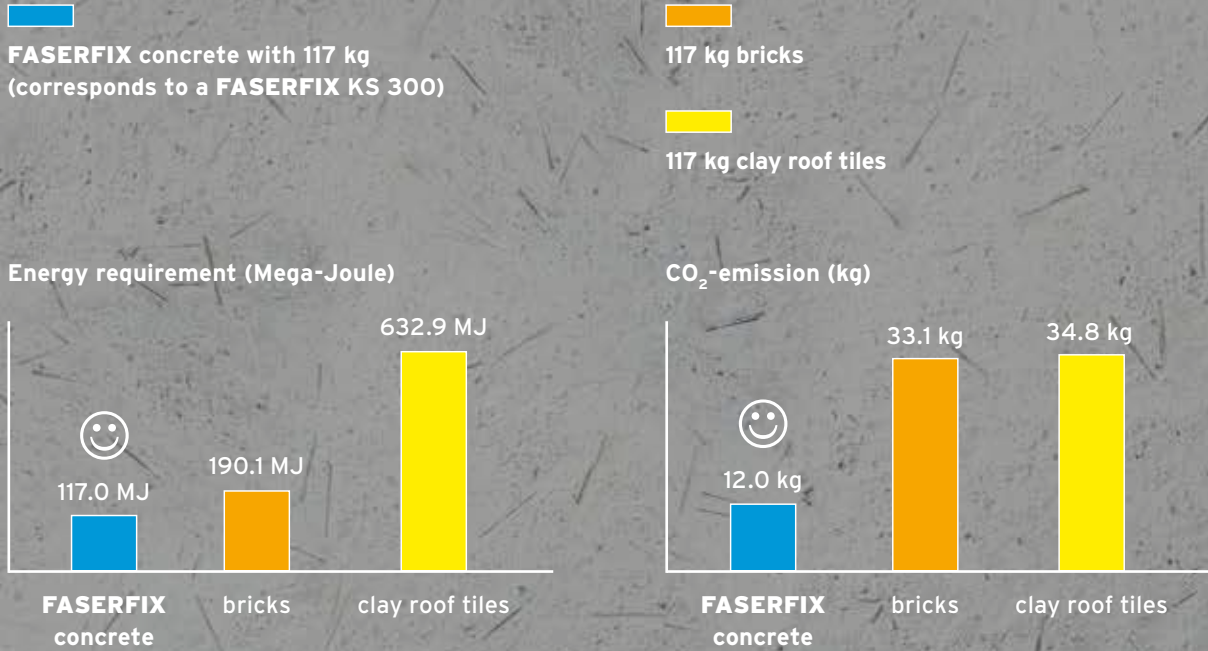 FASERFIX concrete with 117 kg
(corresponds to a FASERFIX KS 300)
117 kg bricks
117 kg clay roof tiles
Energy requirement (Mega-Joule)
632.9 MJ
190.1 MJ
117.0 MJ
FASERFIX
concrete
bricks
clay roof tiles
CO₂-emission (kg)
34.8 kg
33.1 kg
12.0 kg
FASERFIX
concrete
bricks
clay roof tiles